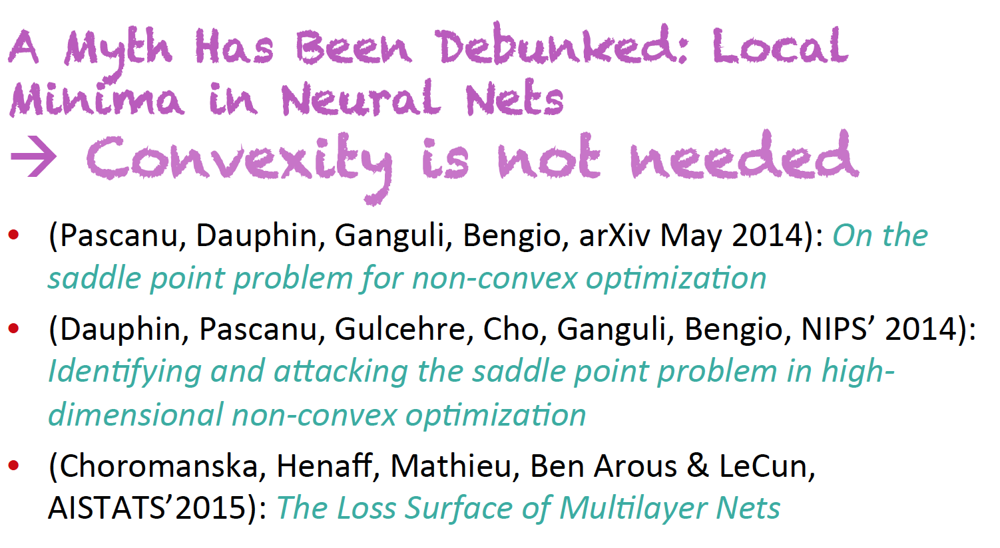 A Myth Has Been Debunked: Local
Minima in Neural Nets
→ Convexity is not needed
• (Pascanu, Dauphin, Ganguli, Bengio, arXiv May 2014): On the
saddle point problem for non-convex optimization
• (Dauphin, Pascanu, Gulcehre, Cho, Ganguli, Bengio, NIPS’ 2014):
Identifying and attacking the saddle point problem in high-
dimensional non-convex optimization
• (Choromanska, Henaff, Mathieu, Ben Arous & LeCun,
AISTATS’2015): The Loss Surface of Multilayer Nets